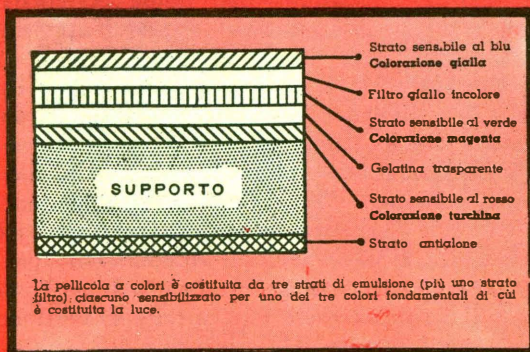 Strato sensibile al blu
Colorazione gialla
Filtro giallo incolore
Strato sensibile al verde
Colorazione magenta
Gelatina trasparente
Strato sensibile al rosso
Colorazione turchina
Strato antialone
SUPPORTO
La pellicola a colori è costituita da tre strati di emulsione (più uno strato
filtro) ciascuno sensibilizzato per uno dei tre colori fondamentali di cui
è costituita la luce.